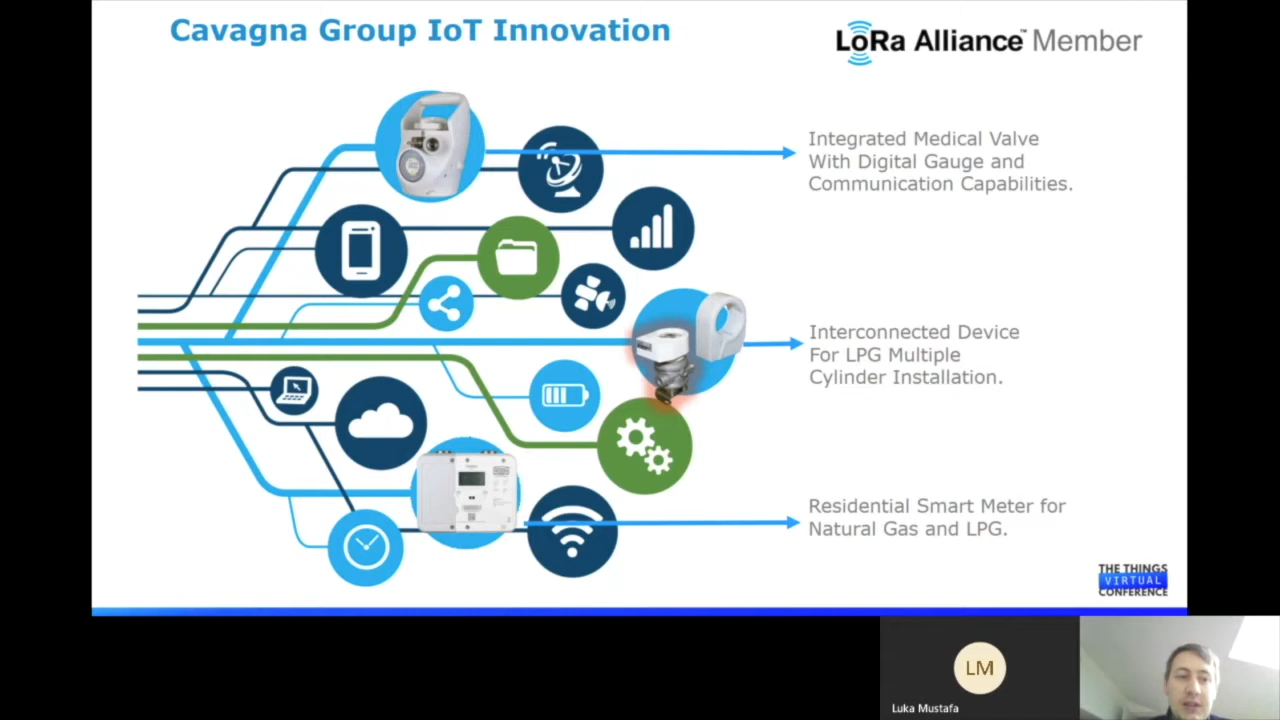 Cavagna Group IoT Innovation
LoRa Alliance™ Member
Integrated Medical Valve
With Digital Gauge and
Communication Capabilities.
Interconnected Device
For LPG Multiple
Cylinder Installation.
Residential Smart Meter for
Natural Gas and LPG.
THE THINGS
VIRTUAL
CONFERENCE
LM
Luka Mustafa